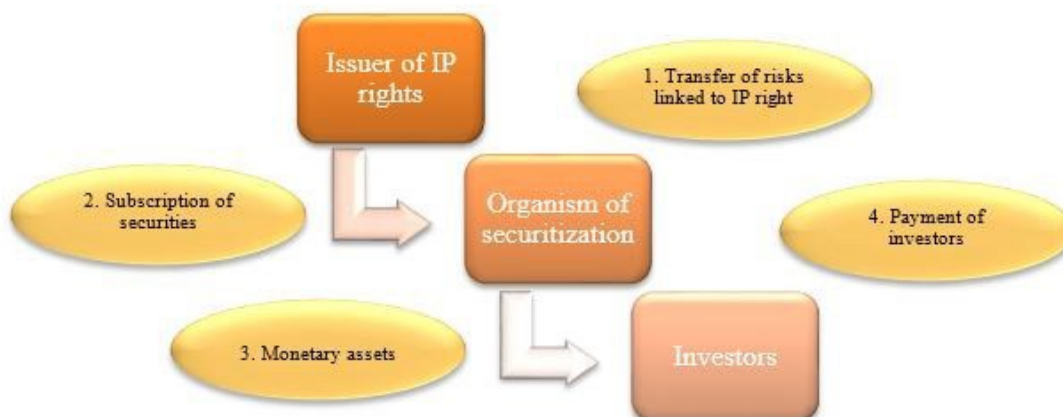 Issuer of IP
rights
1. Transfer of risks
linked to IP right
2. Subscription of
securities
Organism of
securitization
4. Payment of
investors
3. Monetary assets
Investors